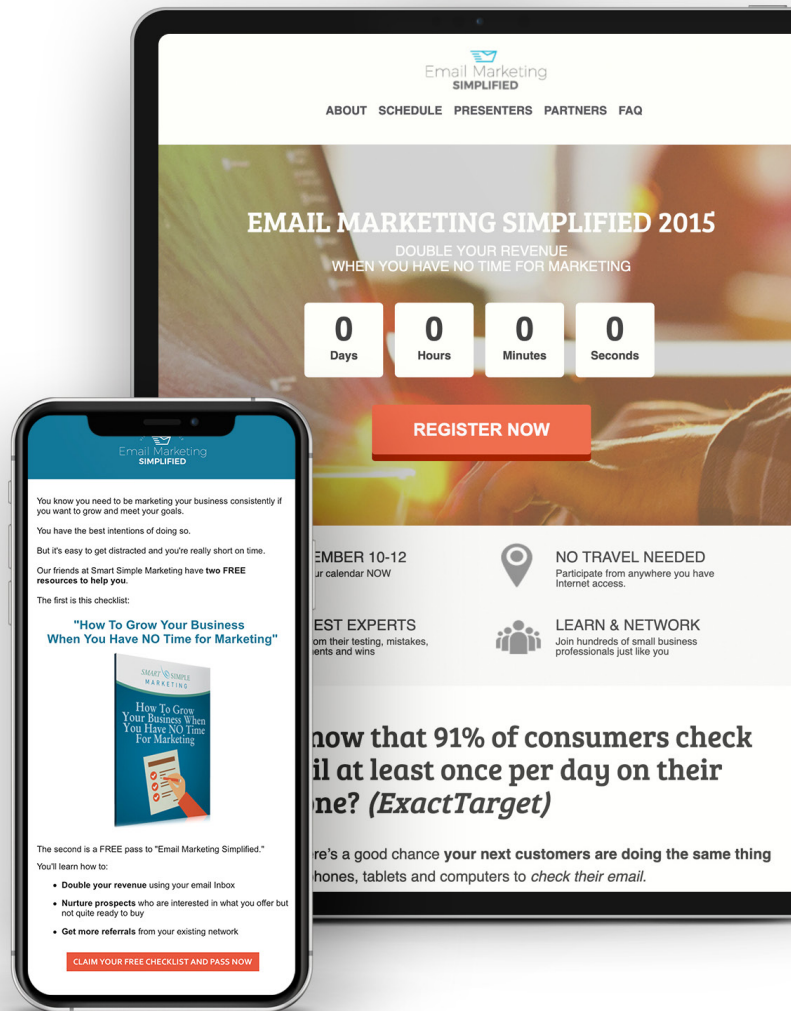 Email Marketing
SIMPLIFIED
ABOUT SCHEDULE PRESENTERS PARTNERS FAQ
EMAIL MARKETING SIMPLIFIED 2015
DOUBLE YOUR REVENUE
WHEN YOU HAVE NO TIME FOR MARKETING
0 0 0 0
Days Hours Minutes Seconds
REGISTER NOW
EMBER 10-12
ur calendar NOW
NO TRAVEL NEEDED
Participate from anywhere you have
Internet access.
EST EXPERTS
om their testing, mistakes,
ents and wins
LEARN & NETWORK
Join hundreds of small business
professionals just like you
now that 91% of consumers check
il at least once per day on their
ne? (ExactTarget)
re's a good chance your next customers are doing the same thing
hones, tablets and computers to check their email.
Email Marketing
SIMPLIFIED
You know you need to be marketing your business consistently if
you want to grow and meet your goals.
You have the best intentions of doing so.
But it's easy to get distracted and you're really short on time.
Our friends at Smart Simple Marketing have two FREE
resources to help you.
The first is this checklist:
"How To Grow Your Business
When You Have NO Time for Marketing"
SMART SIMPLE
MARKETING
How To Grow
Your Business When
You Have NO Time
For Marketing
The second is a FREE pass to "Email Marketing Simplified."
You'll learn how to:
• Double your revenue using your email Inbox
• Nurture prospects who are interested in what you offer but
not quite ready to buy
• Get more referrals from your existing network
CLAIM YOUR FREE CHECKLIST AND PASS NOW